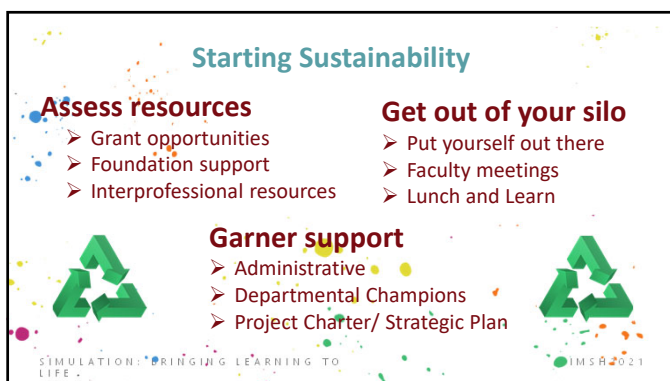 Starting Sustainability
Assess resources
➢ Grant opportunities
➢ Foundation support
➢ Interprofessional resources
Get out of your silo
➢ Put yourself out there
➢ Faculty meetings
➢ Lunch and Learn
Garner support
➢ Administrative
➢ Departmental Champions
➢ Project Charter/ Strategic Plan
SIMULATION: BRINGING LEARNING TO
LIFE
IMSH 2021